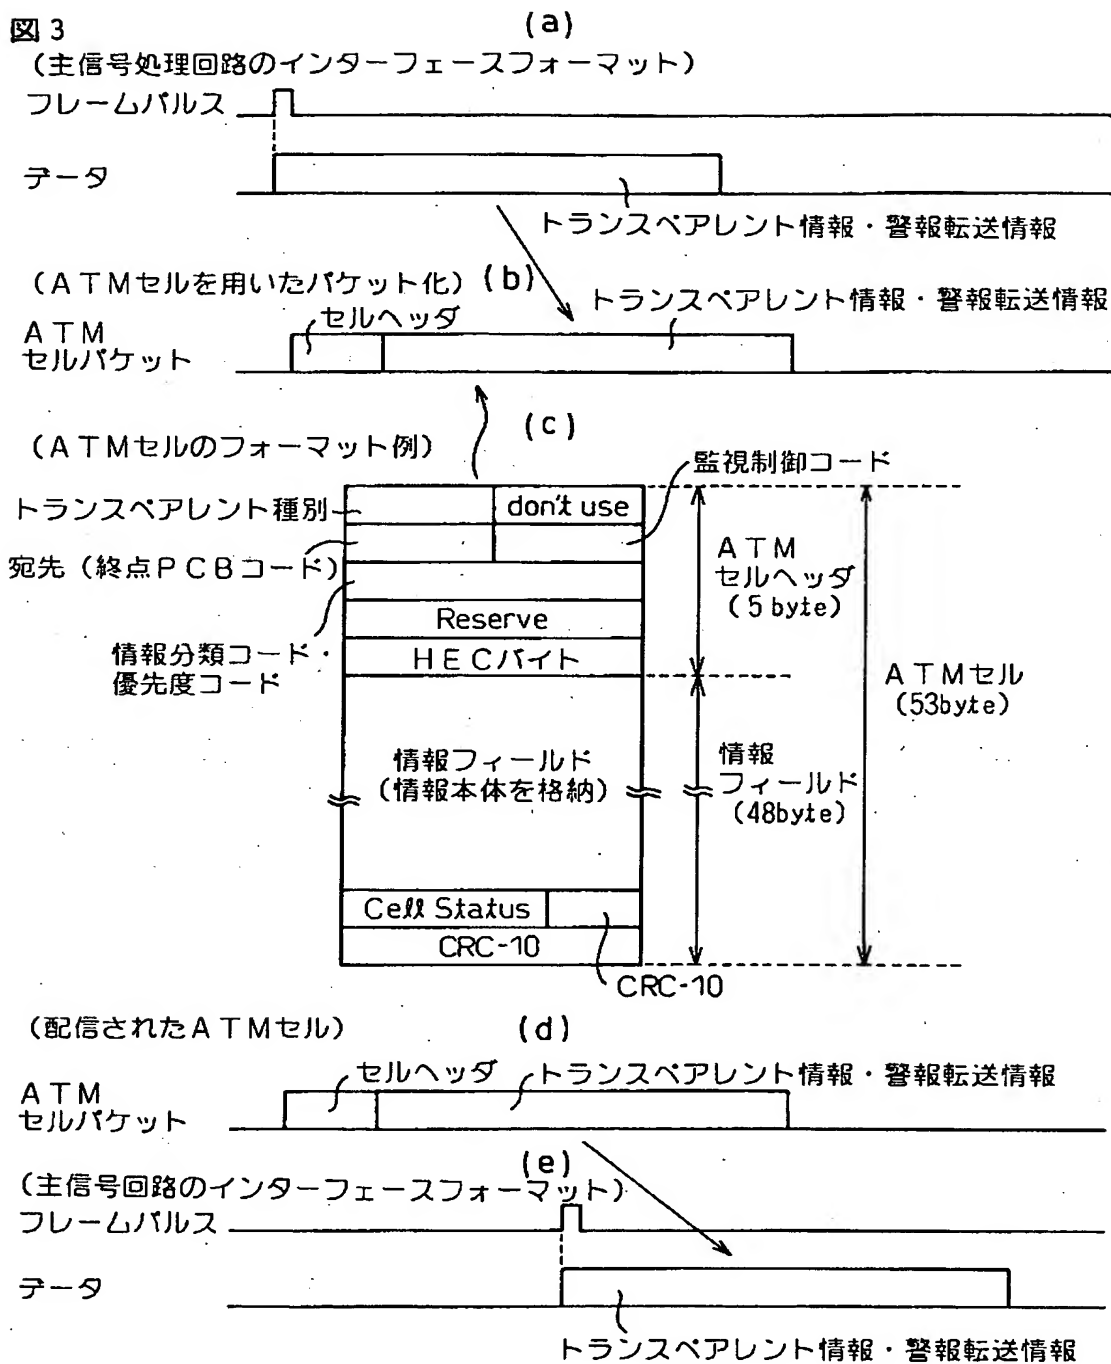 図3
(a)
(主信号処理回路のインターフェースフォーマット)
フレームパルス
データ
トランスペアレント情報・警報転送情報
(ATMセルを用いたパケット化)
(b)
トランスペアレント情報・警報転送情報
セルヘッダ
ATM
セルパケット
(c)
(ATMセルのフォーマット例)
監視制御コード
トランスペアレント種別
don't use
宛先(終点PCBコード)
ATM
セルヘッダ
(5byte)
Reserve
HECバイト
情報分類コード・
優先度コード
ATMセル
(53byte)
情報フィールド
(情報本体を格納)
情報
フィールド
(48byte)
Cell Status
CRC-10
CRC-10
(配信されたATMセル)
(d)
セルヘッダ
トランスペアレント情報・警報転送情報
ATM
セルパケット
(e)
(主信号回路のインターフェースフォーマット)
フレームパルス
データ
トランスペアレント情報・警報転送情報